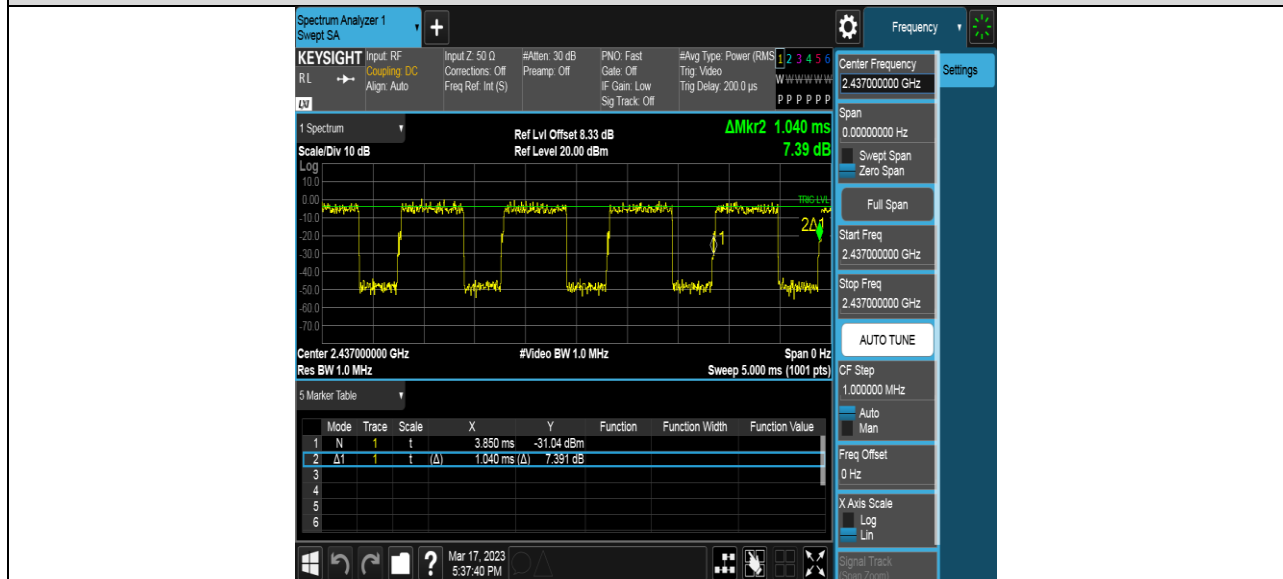 Spectrum Analyzer 1
Swept SA
+
Frequency
KEYSIGHT
RL
LXI
Input: RF
Coupling: DC
Align: Auto
Input Z: 50 Ω
Corrections: Off
Freq Ref: Int (S)
#Atten: 30 dB
Preamp: Off
PNO: Fast
Gate: Off
IF Gain: Low
Sig Track: Off
#Avg Type: Power (RMS
Trig: Video
Trig Delay: 200.0 µs
1 2 3 4 5 6
W W W W W W
P P P P P P
1 Spectrum
Scale/Div 10 dB
Log
Ref Lvl Offset 8.33 dB
Ref Level 20.00 dBm
ΔMkr2 1.040 ms
7.39 dB
10.0
0.00
-10.0
-20.0
-30.0
-40.0
-50.0
-60.0
-70.0
TRIG LVL
2Δ1
1
Center 2.437000000 GHz
#Video BW 1.0 MHz
Span 0 Hz
Res BW 1.0 MHz
Sweep 5.000 ms (1001 pts)
5 Marker Table
Mode Trace Scale X Y Function Function Width Function Value
1 N 1 t 3.850 ms -31.04 dBm
2 Δ1 1 t (Δ) 1.040 ms (Δ) 7.391 dB
3
4
5
6
?
Mar 17, 2023
5:37:40 PM
Center Frequency
2.437000000 GHz
Settings
Span
0.00000000 Hz
Swept Span
Zero Span
Full Span
Start Freq
2.437000000 GHz
Stop Freq
2.437000000 GHz
AUTO TUNE
CF Step
1.000000 MHz
Auto
Man
Freq Offset
0 Hz
X Axis Scale
Log
Lin
Signal Track
(Span Zoom)